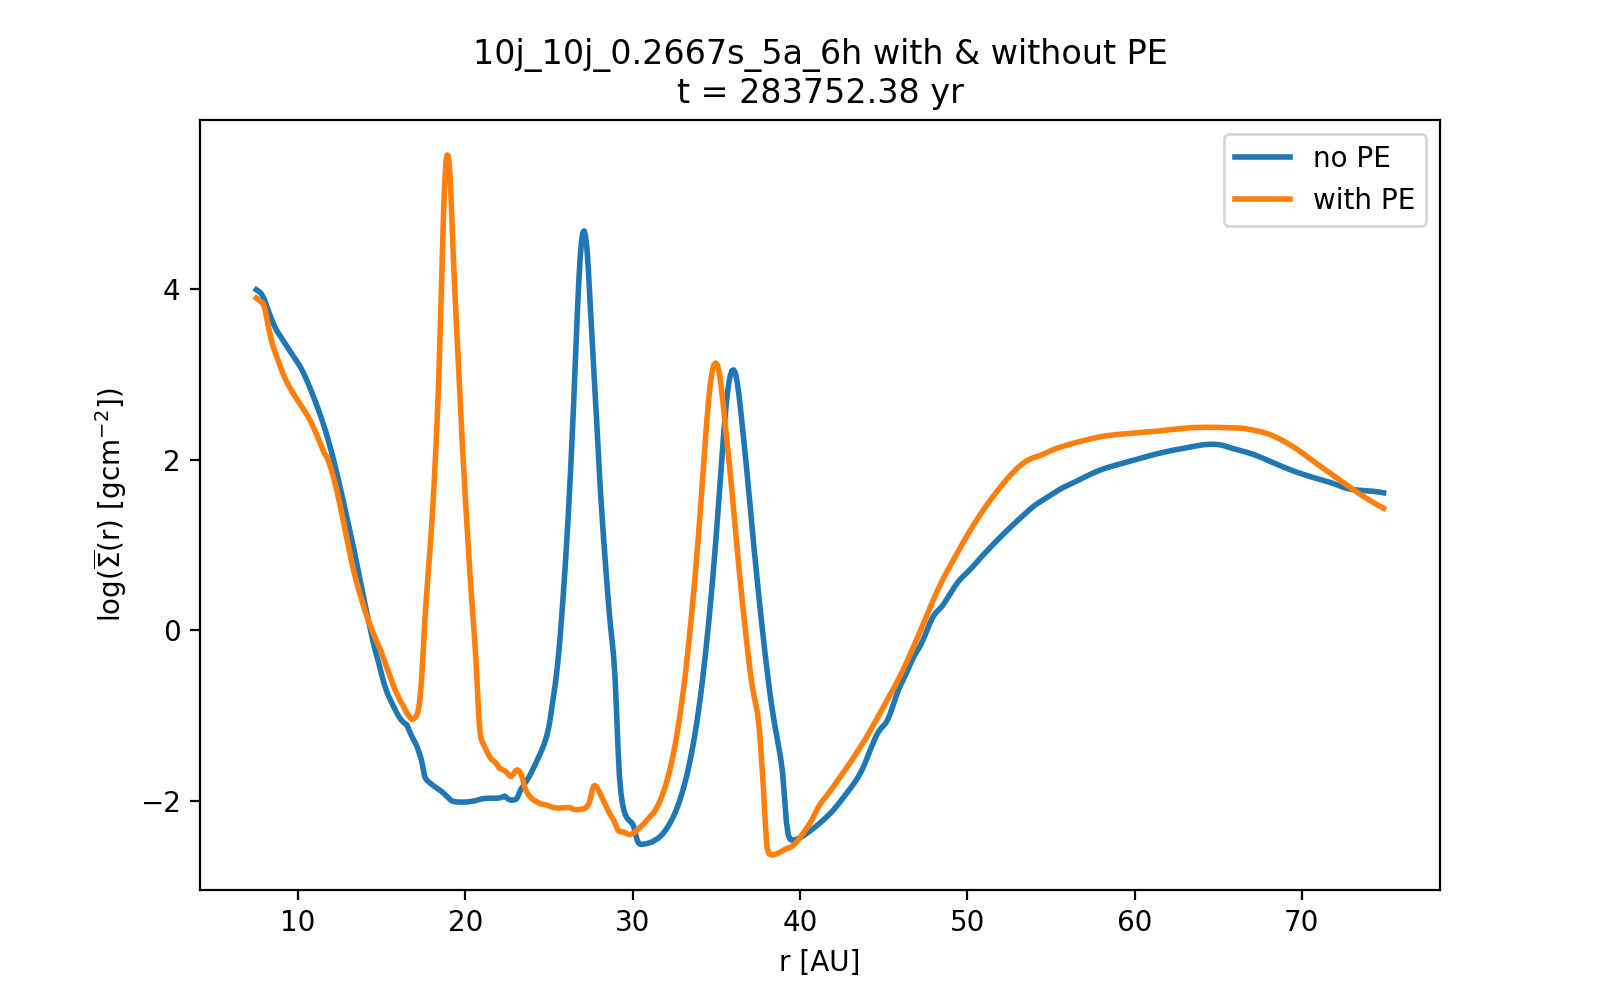 10j_10j_0.2667s_5a_6h with & without PE
t = 283752.38 yr
no PE
with PE
4
2
0
−2
log(Σ̅(r) [gcm⁻²])
10 20 30 40 50 60 70
r [AU]